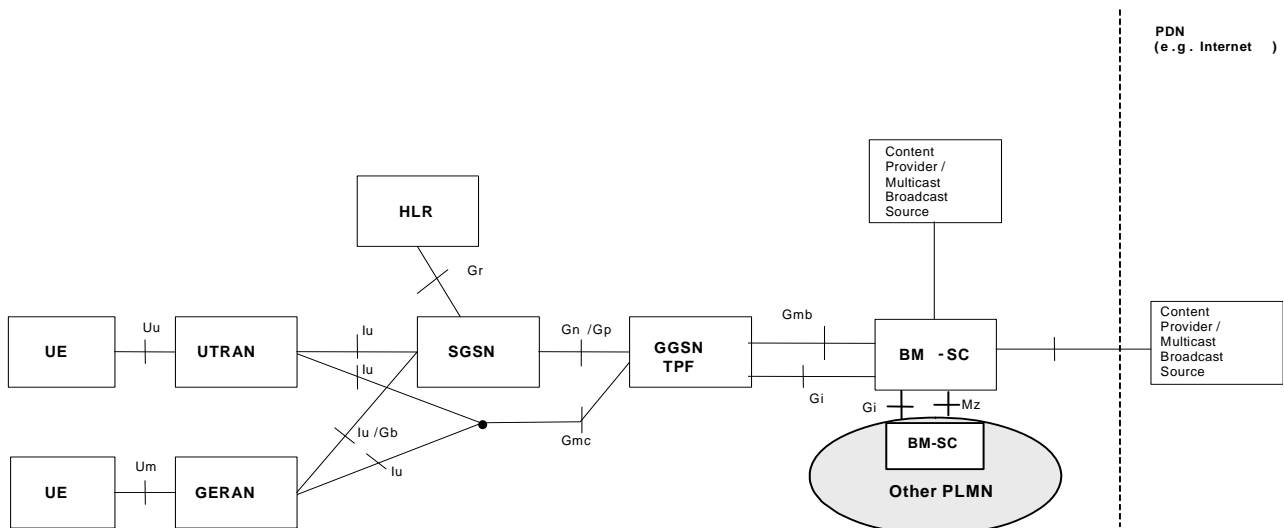 PDN
(e.g. Internet )
Content
Provider /
Multicast
Broadcast
Source
HLR
Gr
UE
Uu
UTRAN
Iu
Iu
SGSN
Gn /Gp
GGSN
TPF
Gmb
Gi
BM -SC
Content
Provider /
Multicast
Broadcast
Source
Gi
Mz
Iu /Gb
Iu
Gmc
BM-SC
UE
Um
GERAN
Other PLMN